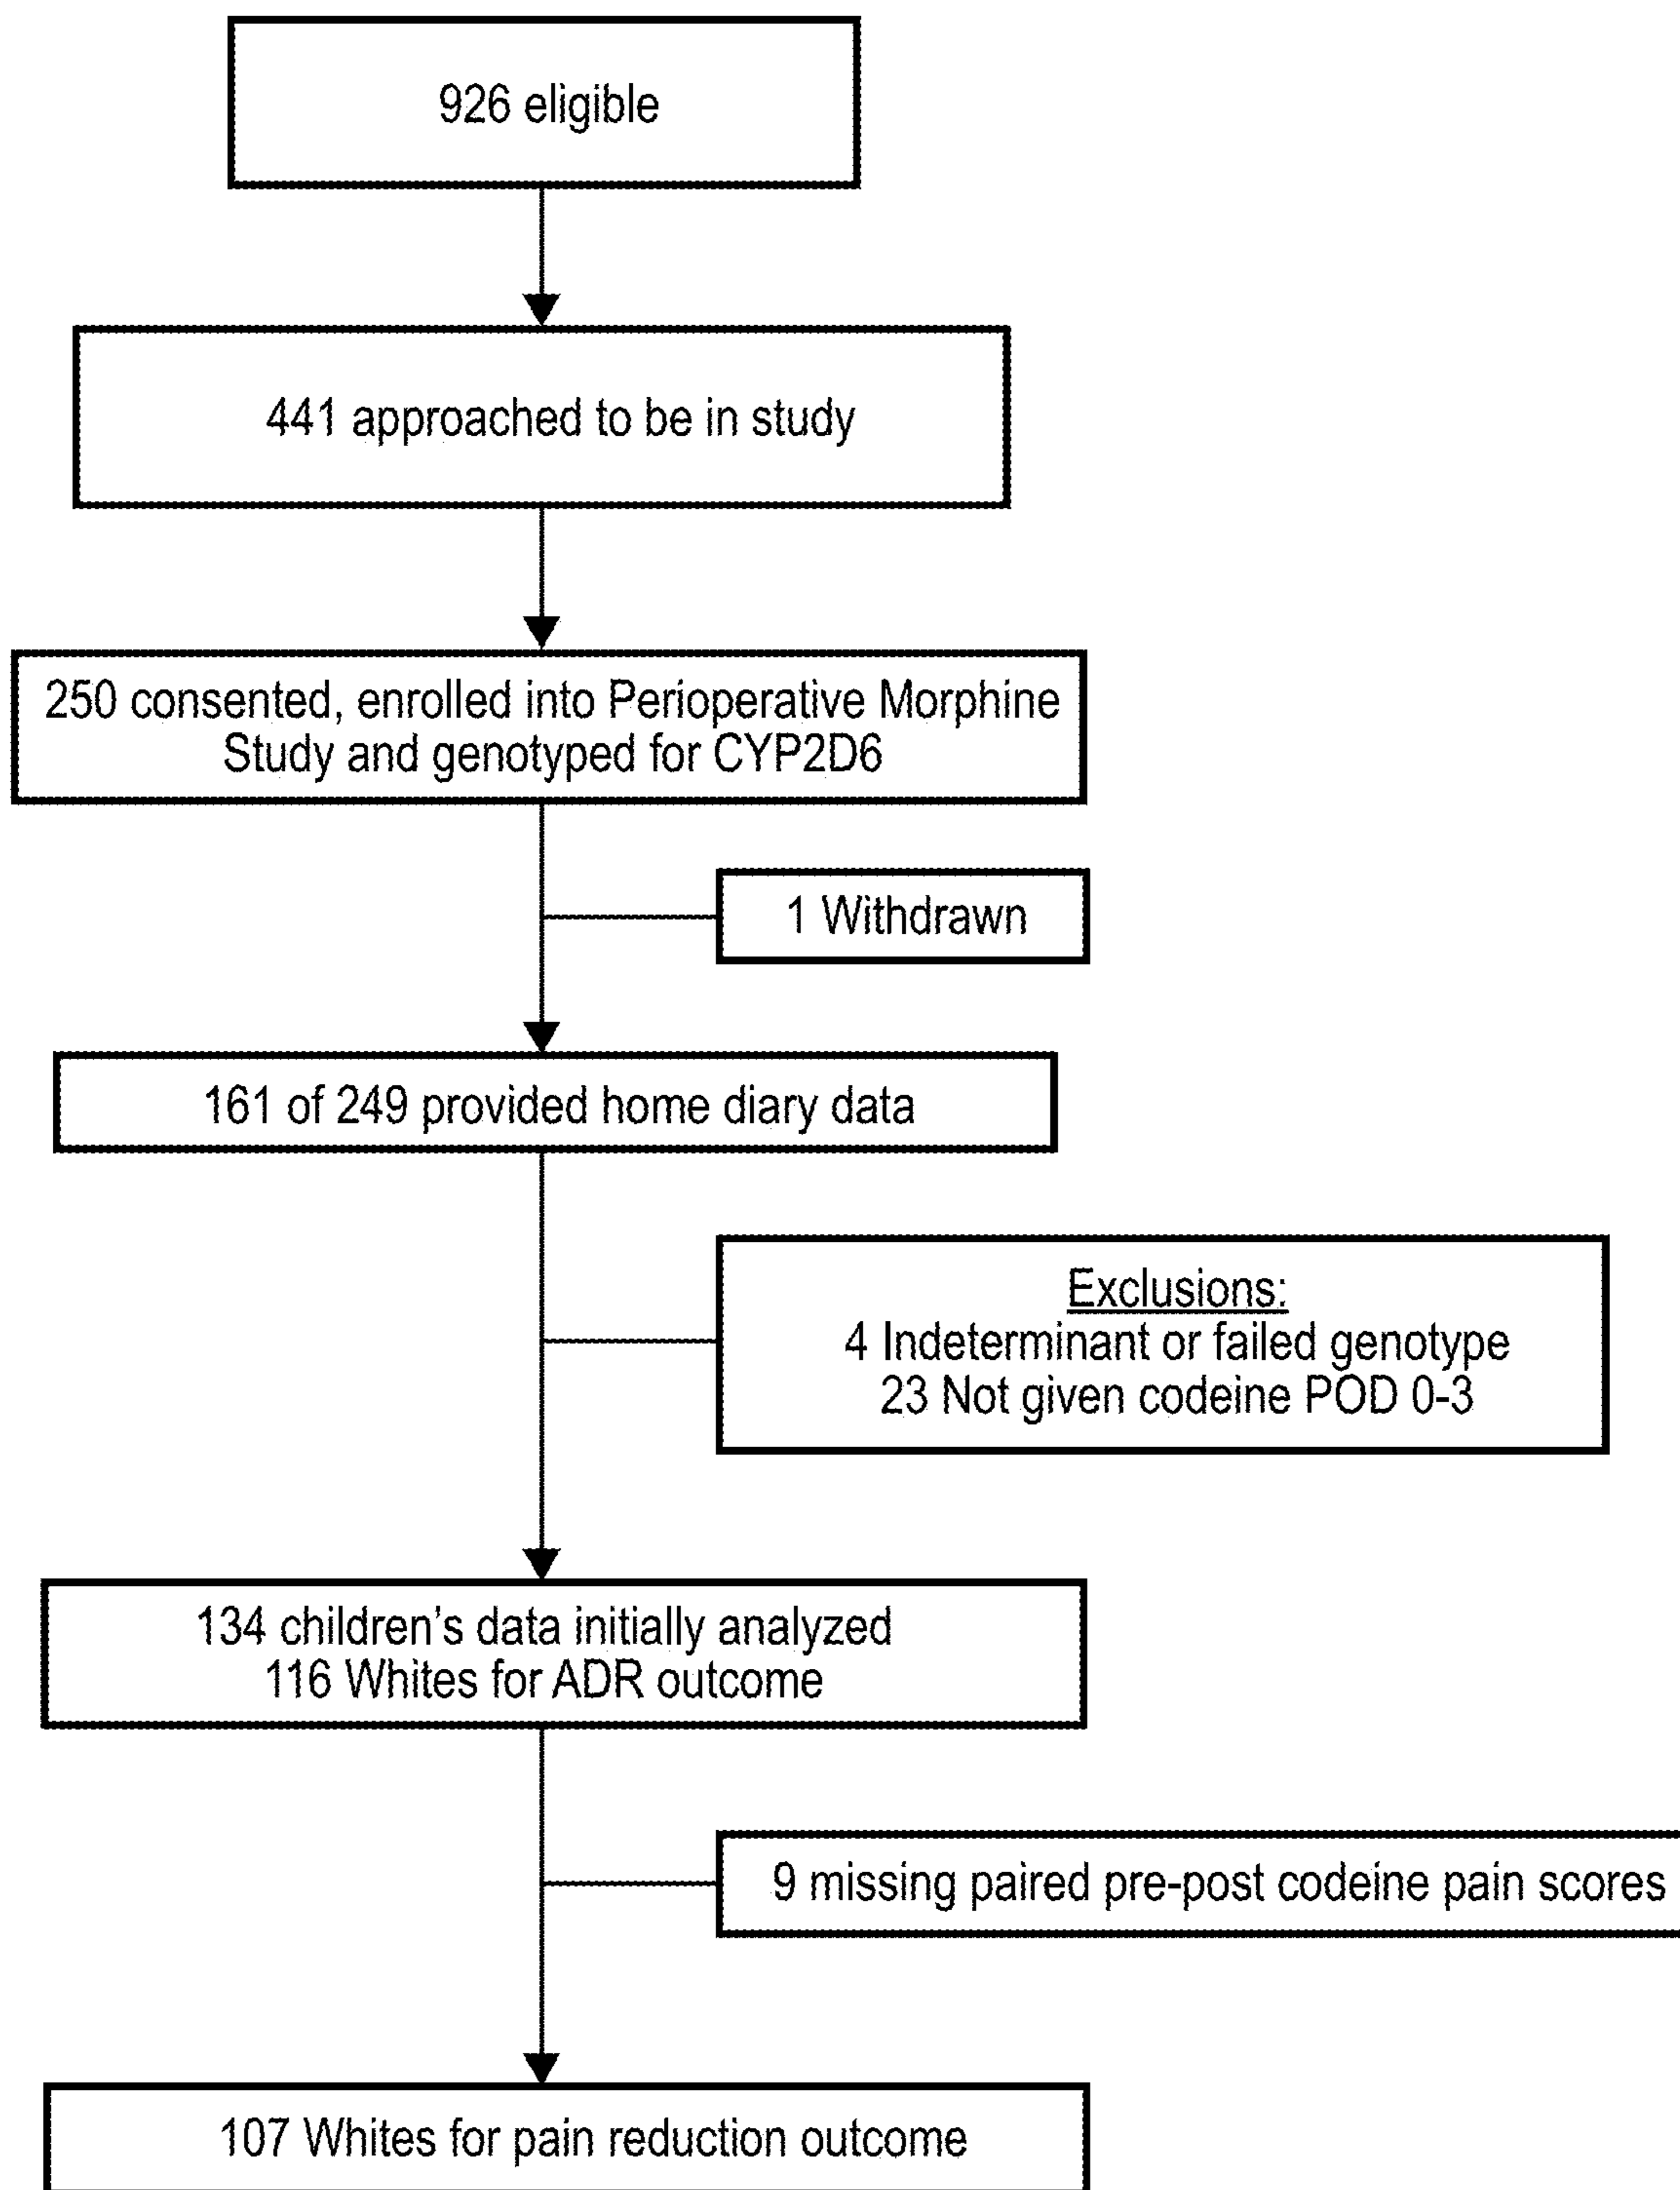 926 eligible
441 approached to be in study
250 consented, enrolled into Perioperative Morphine
Study and genotyped for CYP2D6
1 Withdrawn
161 of 249 provided home diary data
Exclusions:
4 Indeterminant or failed genotype
23 Not given codeine POD 0-3
134 children's data initially analyzed
116 Whites for ADR outcome
9 missing paired pre-post codeine pain scores
107 Whites for pain reduction outcome